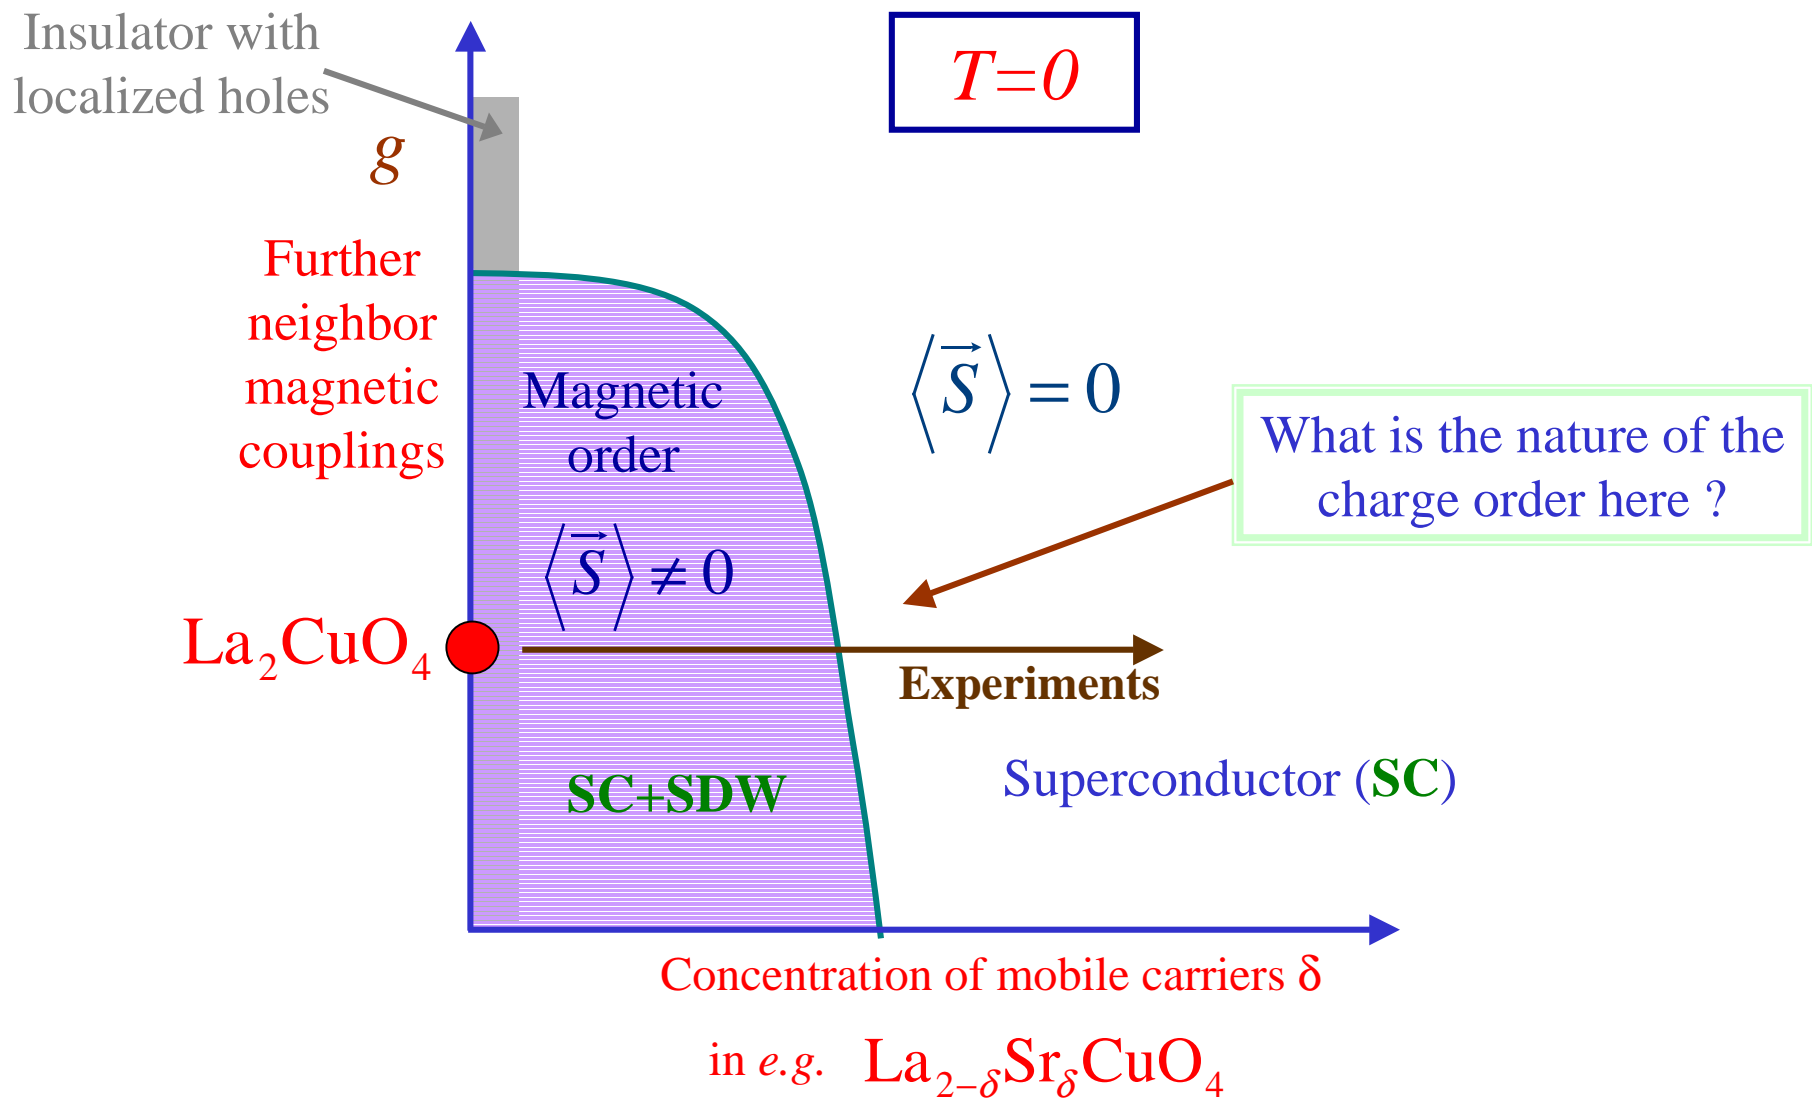 Insulator with
localized holes
T=0
g
Further
neighbor
magnetic
couplings
Magnetic
order
⟨S⃗⟩ = 0
What is the nature of the
charge order here ?
⟨S⃗⟩ ≠ 0
La₂CuO₄
Experiments
SC+SDW
Superconductor (SC)
Concentration of mobile carriers δ
in e.g. La₂₋δSrδCuO₄